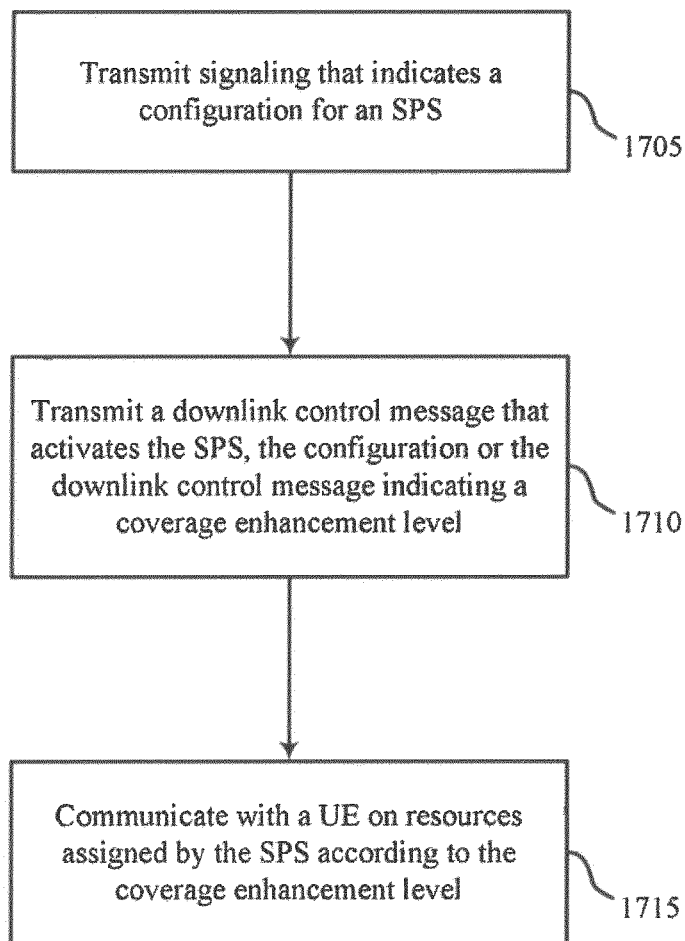 Transmit signaling that indicates a
configuration for an SPS
1705
Transmit a downlink control message that
activates the SPS, the configuration or the
downlink control message indicating a
coverage enhancement level
1710
Communicate with a UE on resources
assigned by the SPS according to the
coverage enhancement level
1715